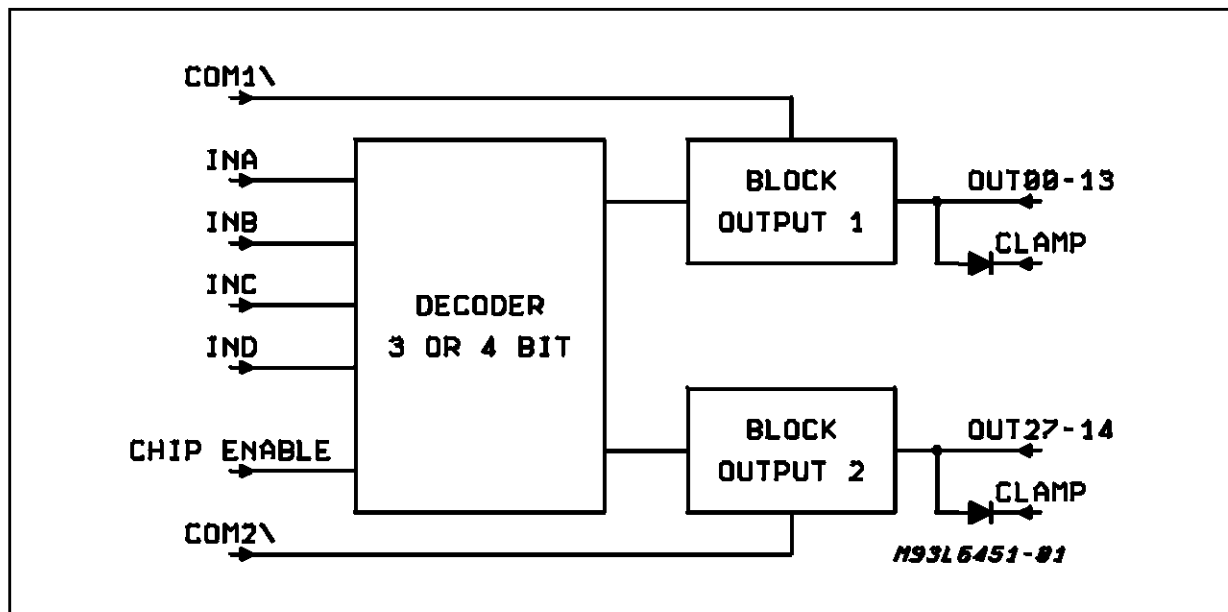 COM1\
INA
INB
INC
IND
CHIP ENABLE
COM2\
DECODER
3 OR 4 BIT
BLOCK
OUTPUT 1
OUT00-13
CLAMP
BLOCK
OUTPUT 2
OUT27-14
CLAMP
M93L6451-01